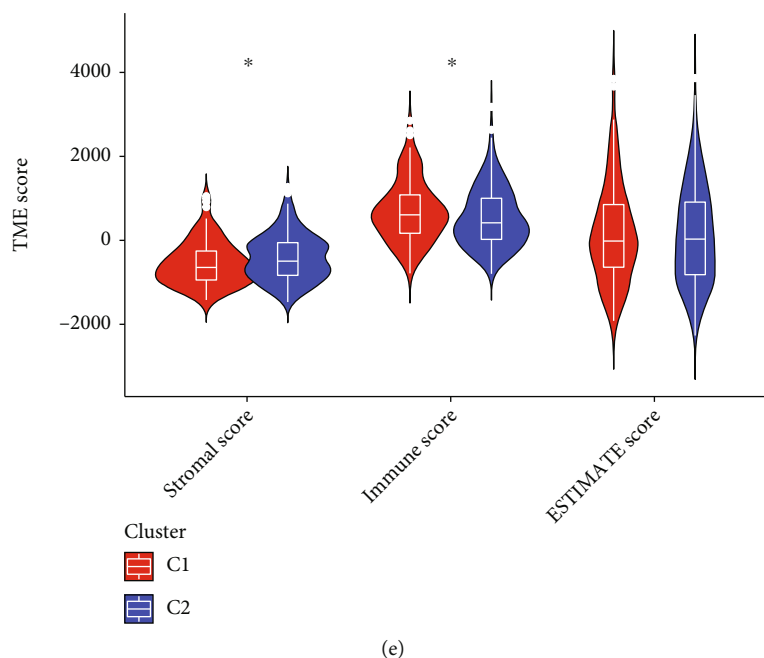 * *
4000
2000
0
–2000
TME score
Stromal score
Immune score
ESTIMATE score
Cluster
C1
C2
(e)